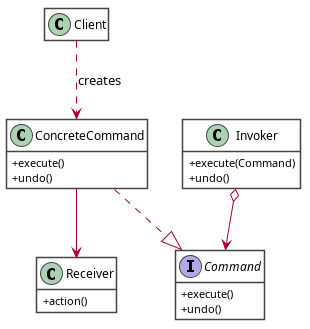 C Client
creates
C ConcreteCommand
+execute()
+undo()
C Invoker
+execute(Command)
+undo()
C Receiver
+action()
I Command
+execute()
+undo()